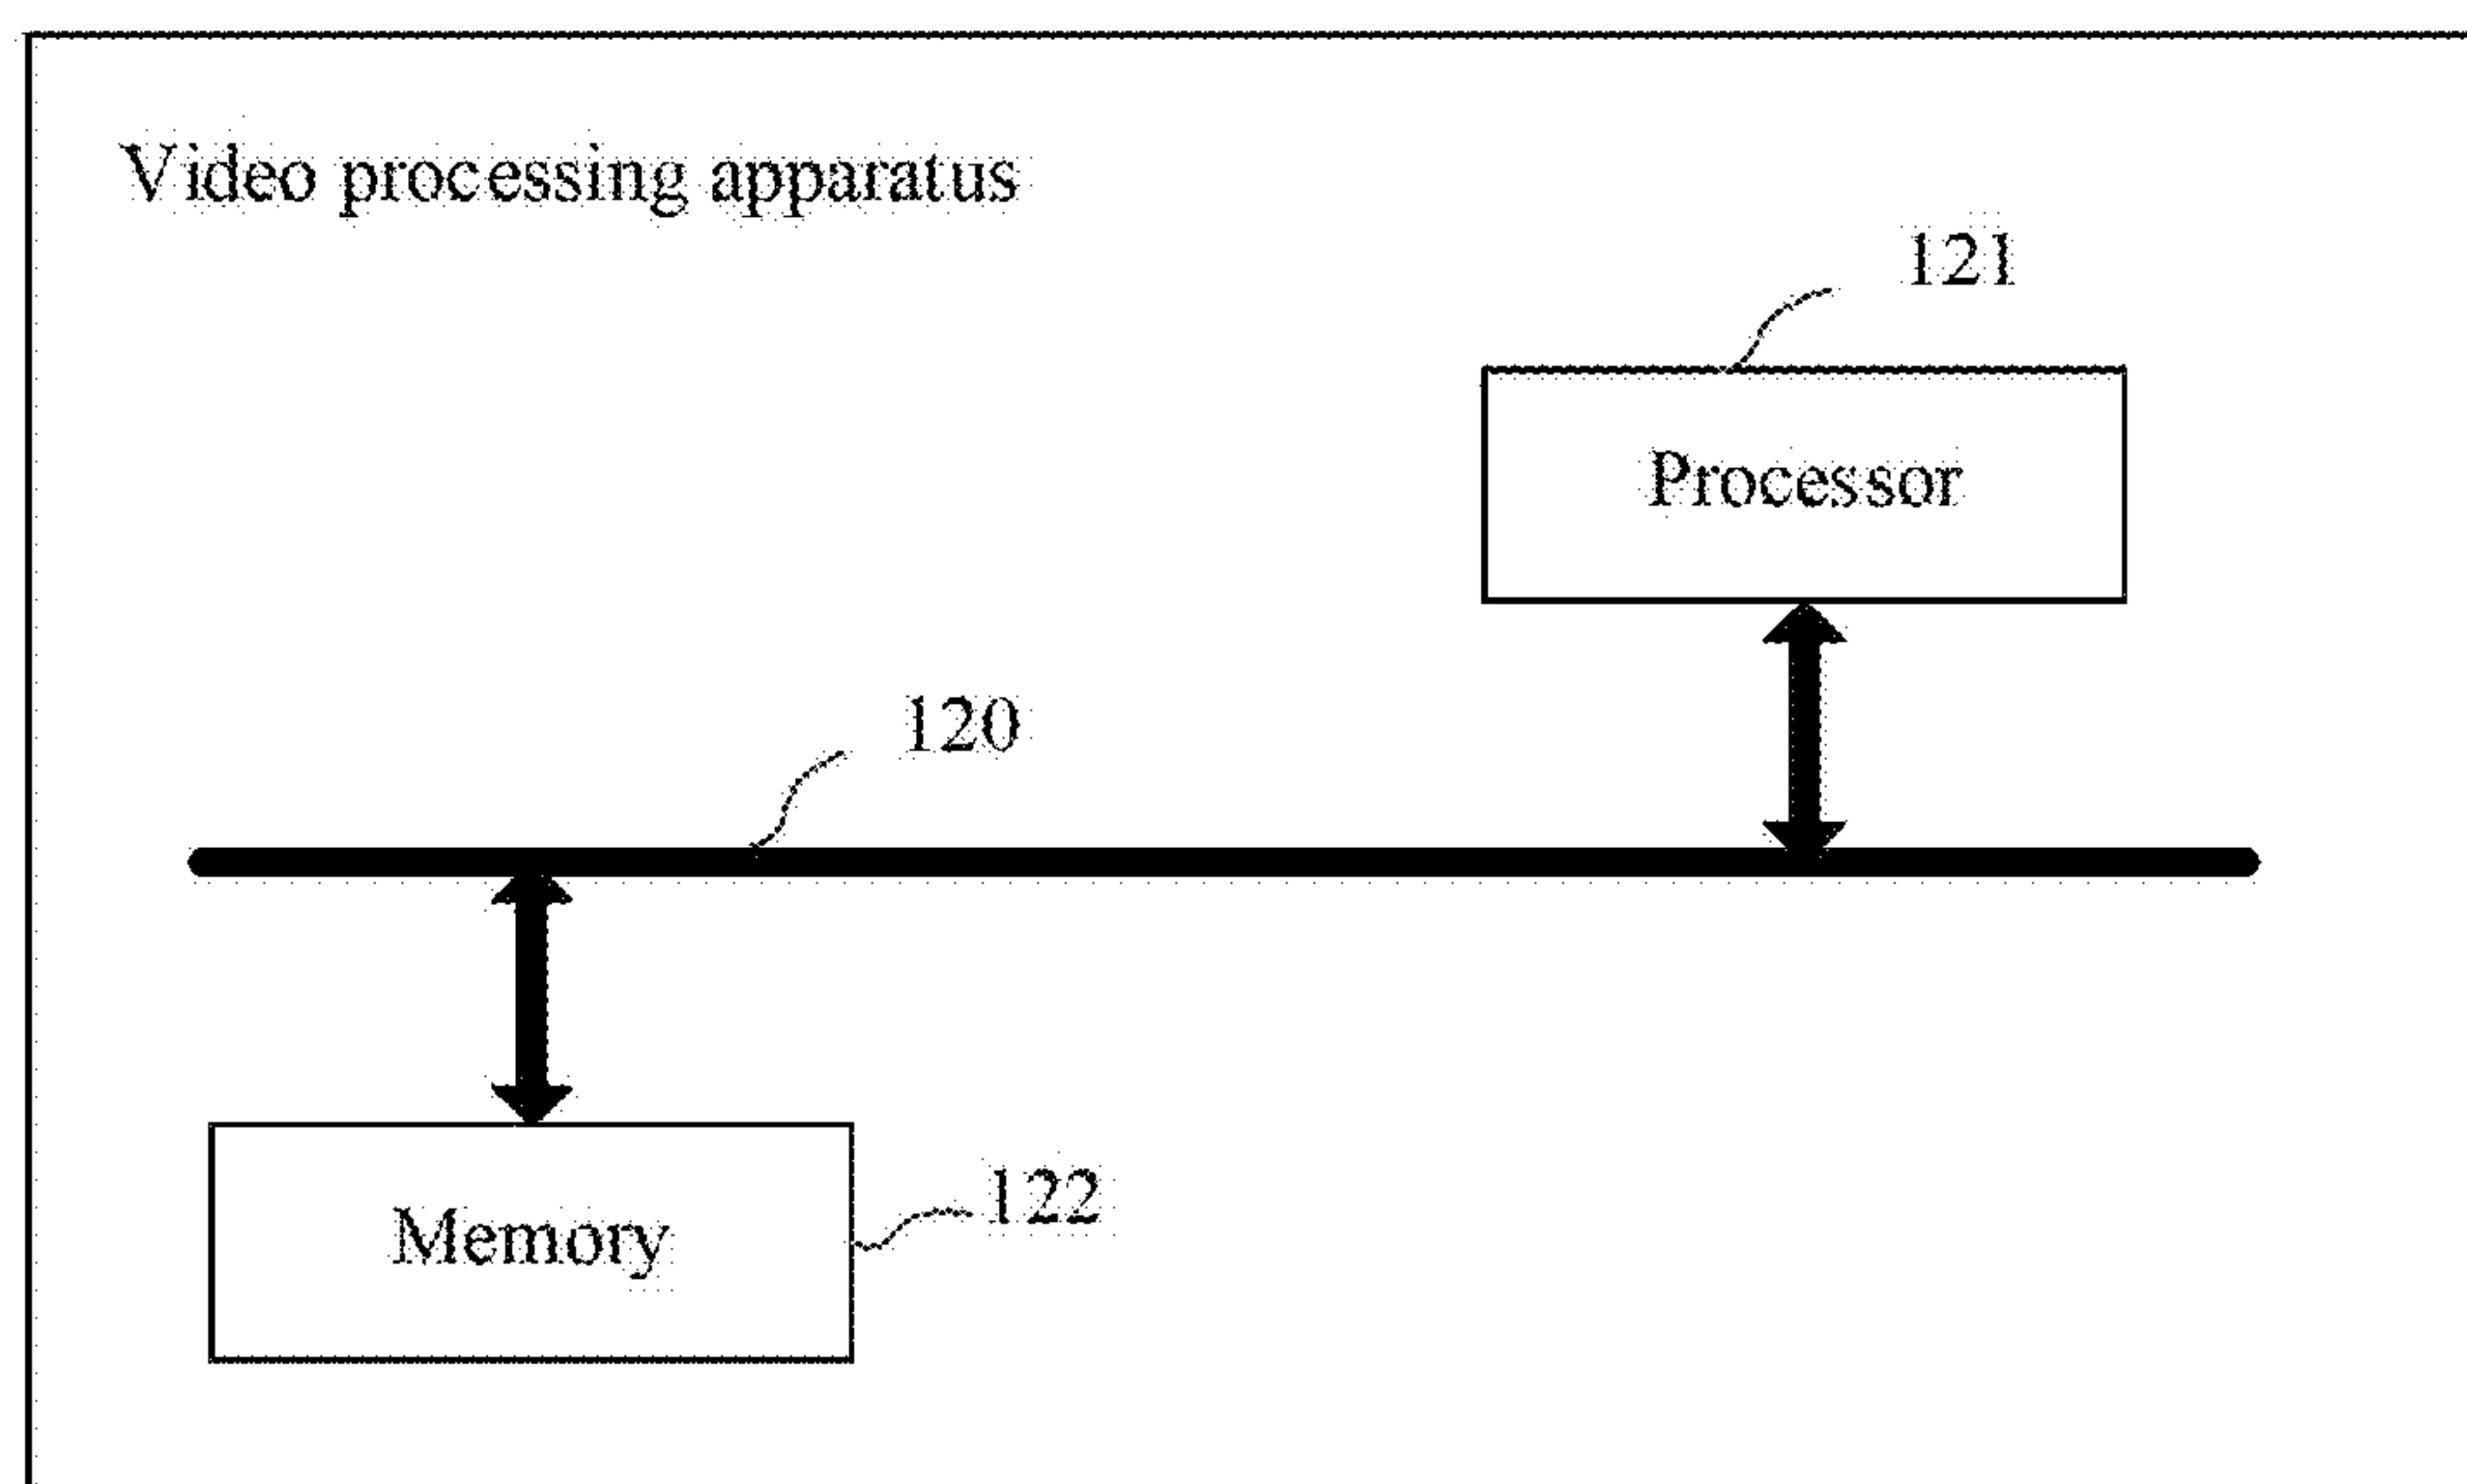 Video processing apparatus
121
Processor
120
122
Memory